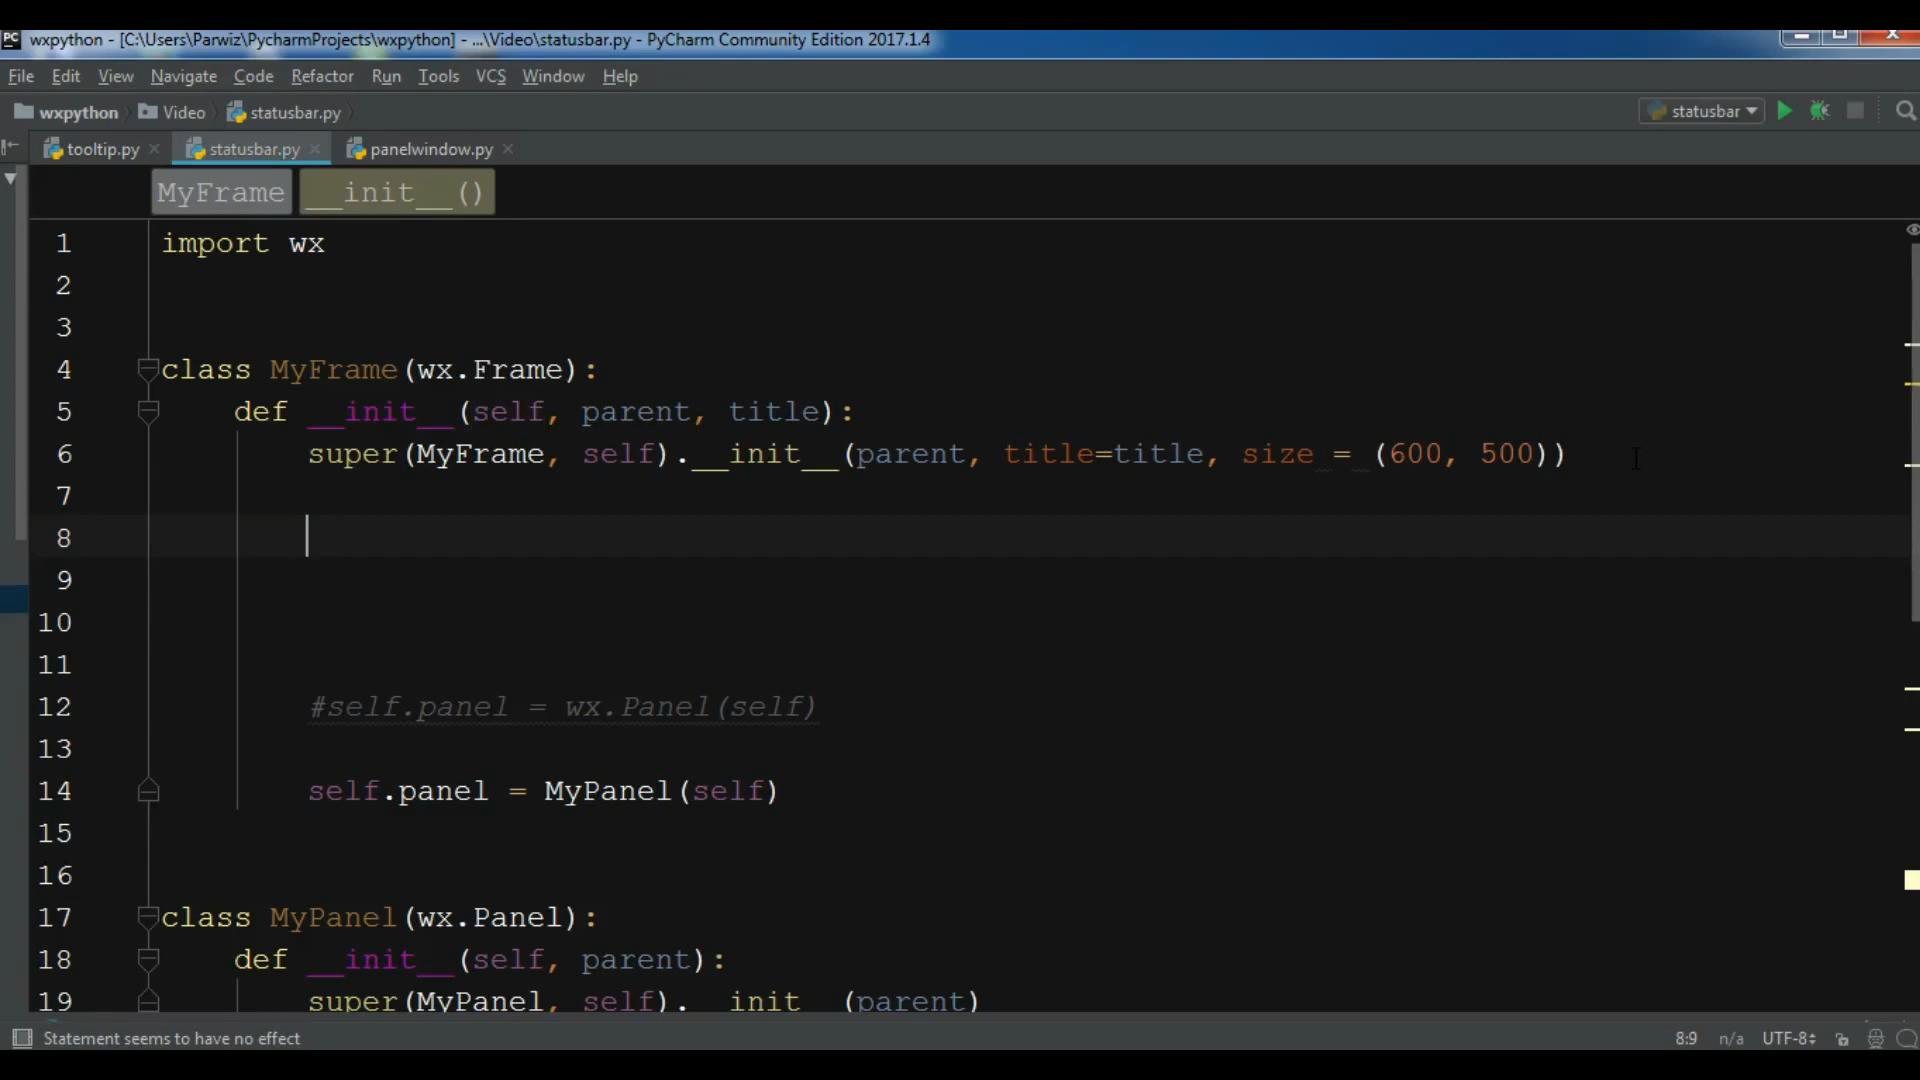 PC wxpython - [C:\Users\Parwiz\PycharmProjects\wxpython] - ...\Video\statusbar.py - PyCharm Community Edition 2017.1.4
File Edit View Navigate Code Refactor Run Tools VCS Window Help
wxpython Video statusbar.py statusbar
tooltip.py statusbar.py panelwindow.py
MyFrame __init__()
1 import wx
2
3
4 class MyFrame(wx.Frame):
5 def __init__(self, parent, title):
6 super(MyFrame, self).__init__(parent, title=title, size = (600, 500))
7
8
9
10
11
12 #self.panel = wx.Panel(self)
13
14 self.panel = MyPanel(self)
15
16
17 class MyPanel(wx.Panel):
18 def __init__(self, parent):
19 super(MyPanel, self).__init__(parent)
Statement seems to have no effect 8:9 n/a UTF-8